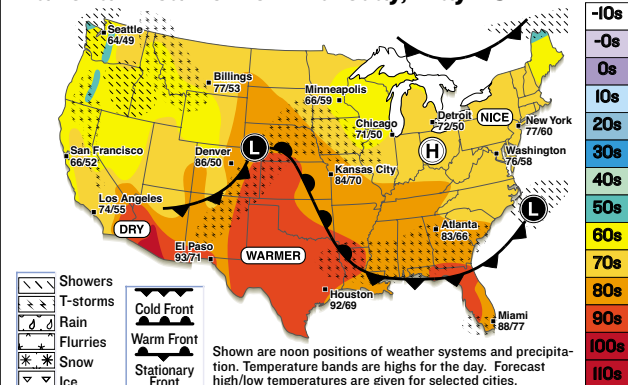 Seattle
64/49
Billings
77/53
Minneapolis
66/59
Chicago
71/50
Detroit
72/50
NICE
New York
77/60
H
Washington
76/58
San Francisco
66/52
Denver
86/50
L
Kansas City
84/70
Los Angeles
74/55
DRY
El Paso
93/71
WARMER
Atlanta
83/66
L
Houston
92/69
Miami
88/77
Showers
T-storms
Rain
Flurries
Snow
Ice
Cold Front
Warm Front
Stationary
Front
Shown are noon positions of weather systems and precipita-
tion. Temperature bands are highs for the day. Forecast
high/low temperatures are given for selected cities.
-10s
-0s
0s
10s
20s
30s
40s
50s
60s
70s
80s
90s
100s
110s